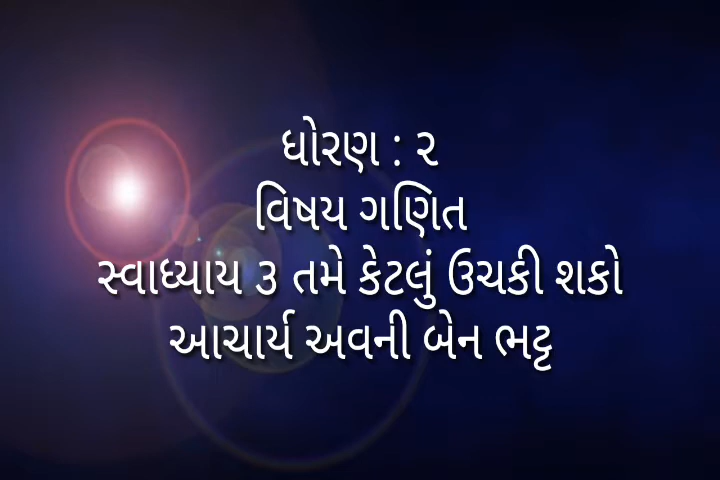 ધોરણ : ૨
વિષય ગણિત
સ્વાધ્યાય ૩ તમે કેટલું ઉચકી શકો
આચાર્ય અવની બેન ભટ્ટ